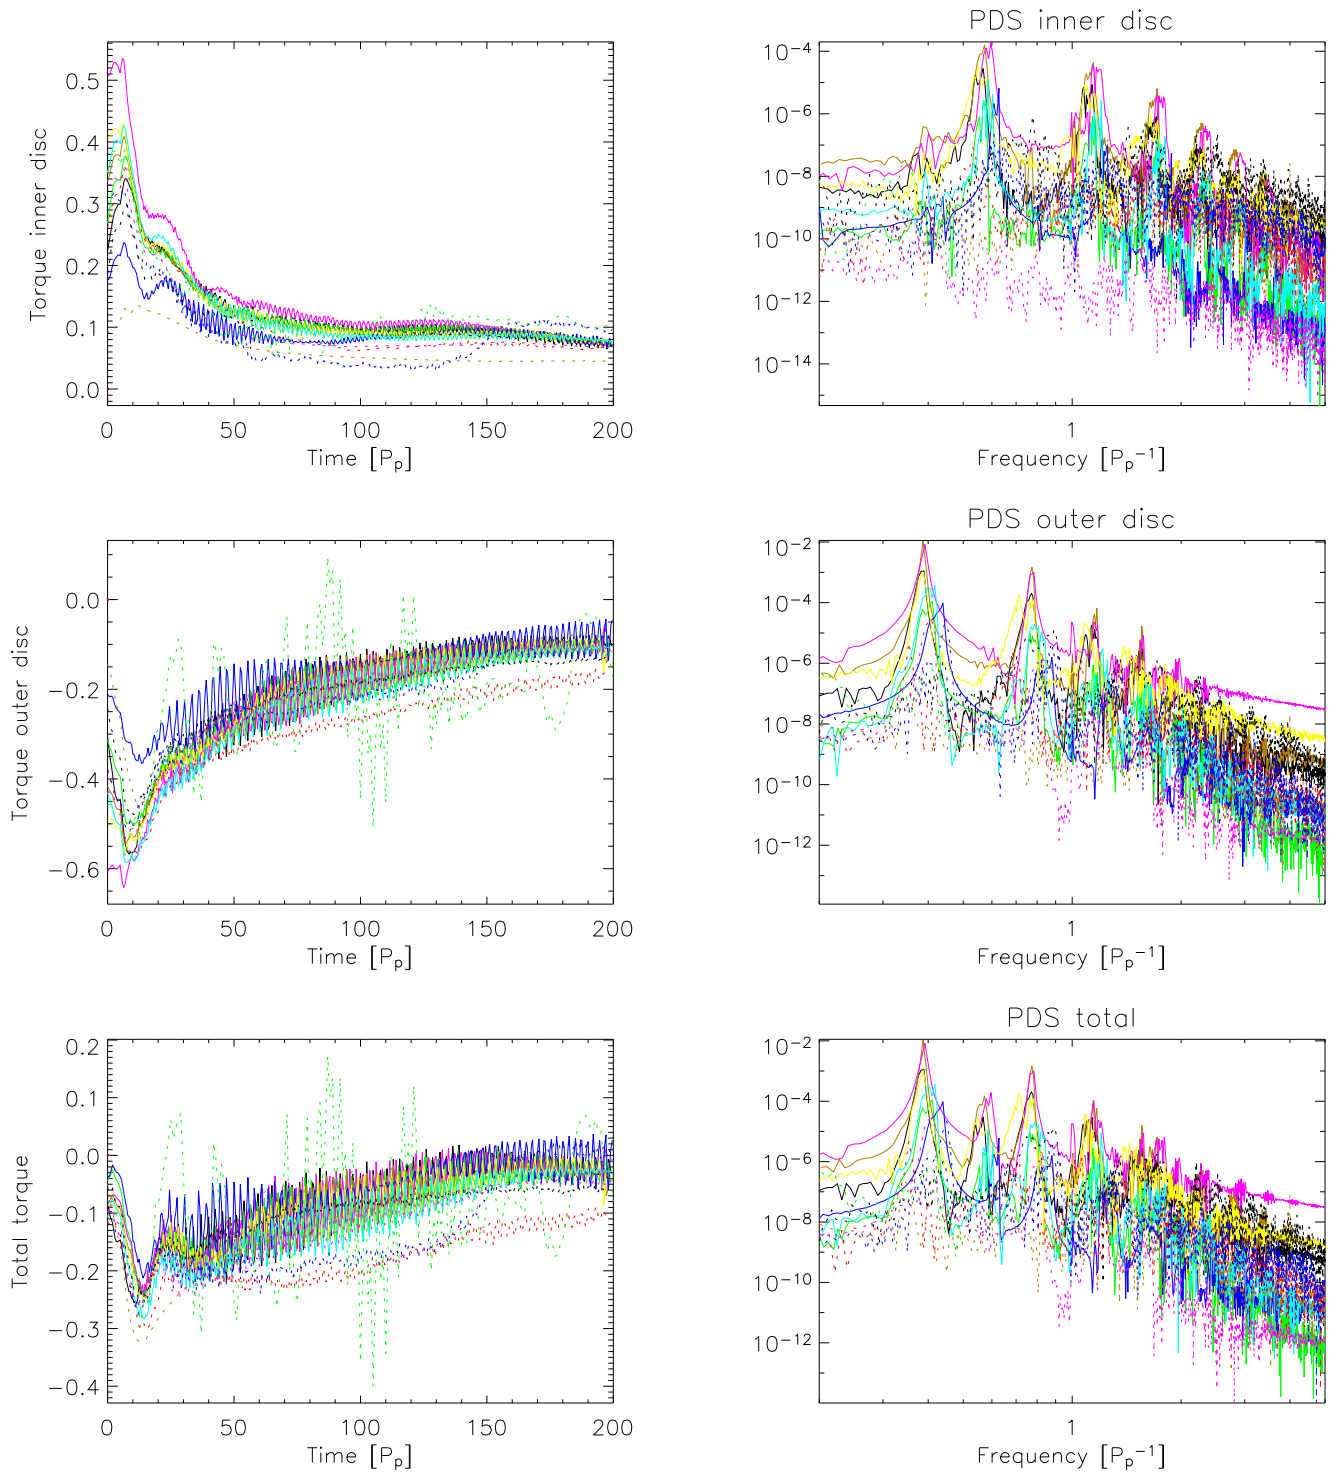 PDS inner disc
Torque inner disc
0.5
0.4
0.3
0.2
0.1
0.0
0 50 100 150 200
Time [Pp]
10⁻⁴
10⁻⁶
10⁻⁸
10⁻¹⁰
10⁻¹²
10⁻¹⁴
1
Frequency [Pp⁻¹]
PDS outer disc
Torque outer disc
0.0
−0.2
−0.4
−0.6
0 50 100 150 200
Time [Pp]
10⁻²
10⁻⁴
10⁻⁶
10⁻⁸
10⁻¹⁰
10⁻¹²
1
Frequency [Pp⁻¹]
PDS total
Total torque
0.2
0.1
0.0
−0.1
−0.2
−0.3
−0.4
0 50 100 150 200
Time [Pp]
10⁻²
10⁻⁴
10⁻⁶
10⁻⁸
10⁻¹⁰
10⁻¹²
1
Frequency [Pp⁻¹]